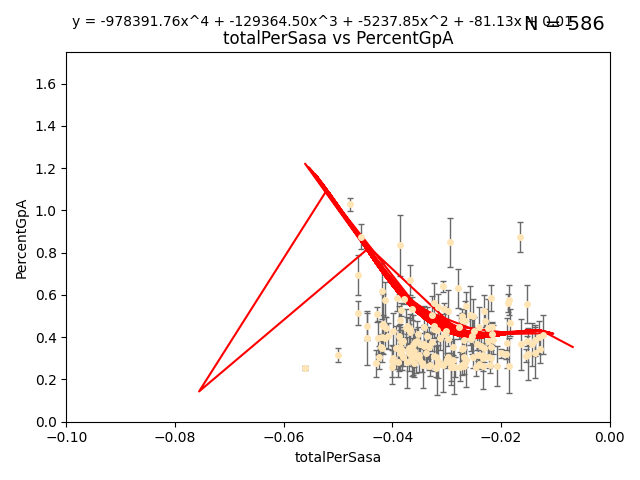 y = -978391.76x^4 + -129364.50x^3 + -5237.85x^2 + -81.13x + 0.01
N = 586
totalPerSasa vs PercentGpA
1.6
1.4
1.2
1.0
0.8
0.6
0.4
0.2
0.0
PercentGpA
−0.10 −0.08 −0.06 −0.04 −0.02 0.00
totalPerSasa